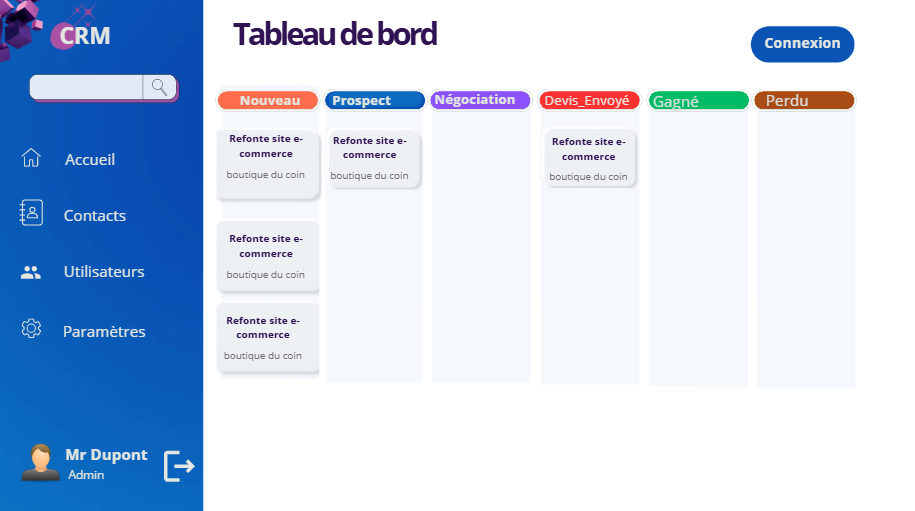 CRM
Tableau de bord
Connexion
Accueil
Contacts
Utilisateurs
Paramètres
Mr Dupont
Admin
Nouveau
Refonte site e-
commerce
boutique du coin
Refonte site e-
commerce
boutique du coin
Refonte site e-
commerce
boutique du coin
Prospect
Refonte site e-
commerce
boutique du coin
Négociation
Devis_Envoyé
Refonte site e-
commerce
boutique du coin
Gagné
Perdu